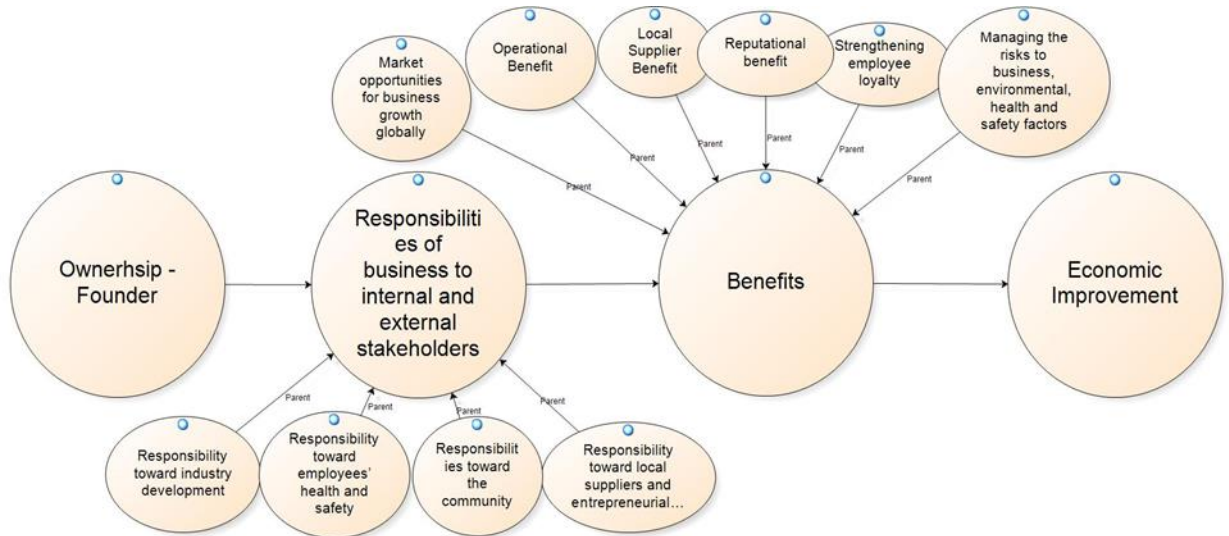 Market
opportunities
for business
growth
globally
Operational
Benefit
Local
Supplier
Benefit
Reputational
benefit
Strengthening
employee
loyalty
Managing the
risks to
business,
environmental,
health and
safety factors
Parent
Parent
Parent
Parent
Parent
Parent
Ownerhsip -
Founder
Responsibiliti
es of
business to
internal and
external
stakeholders
Benefits
Economic
Improvement
Parent
Parent
Parent
Parent
Responsibility
toward industry
development
Responsibility
toward
employees’
health and
safety
Responsibilit
ies toward
the
community
Responsibility
toward local
suppliers and
entrepreneurial…